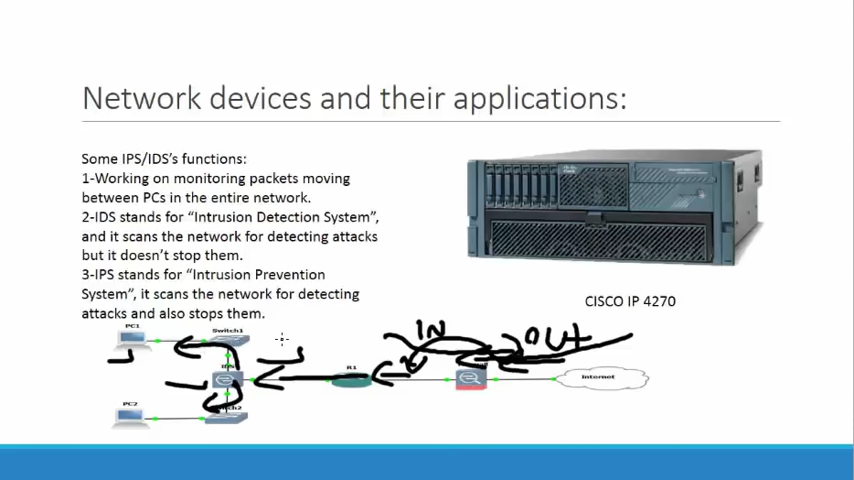 Network devices and their applications:
Some IPS/IDS’s functions:
1-Working on monitoring packets moving
between PCs in the entire network.
2-IDS stands for “Intrusion Detection System”,
and it scans the network for detecting attacks
but it doesn’t stop them.
3-IPS stands for “Intrusion Prevention
System”, it scans the network for detecting
attacks and also stops them.
CISCO IP 4270
PC1
Switch1
IN
OUT
R1
Internet
PC2